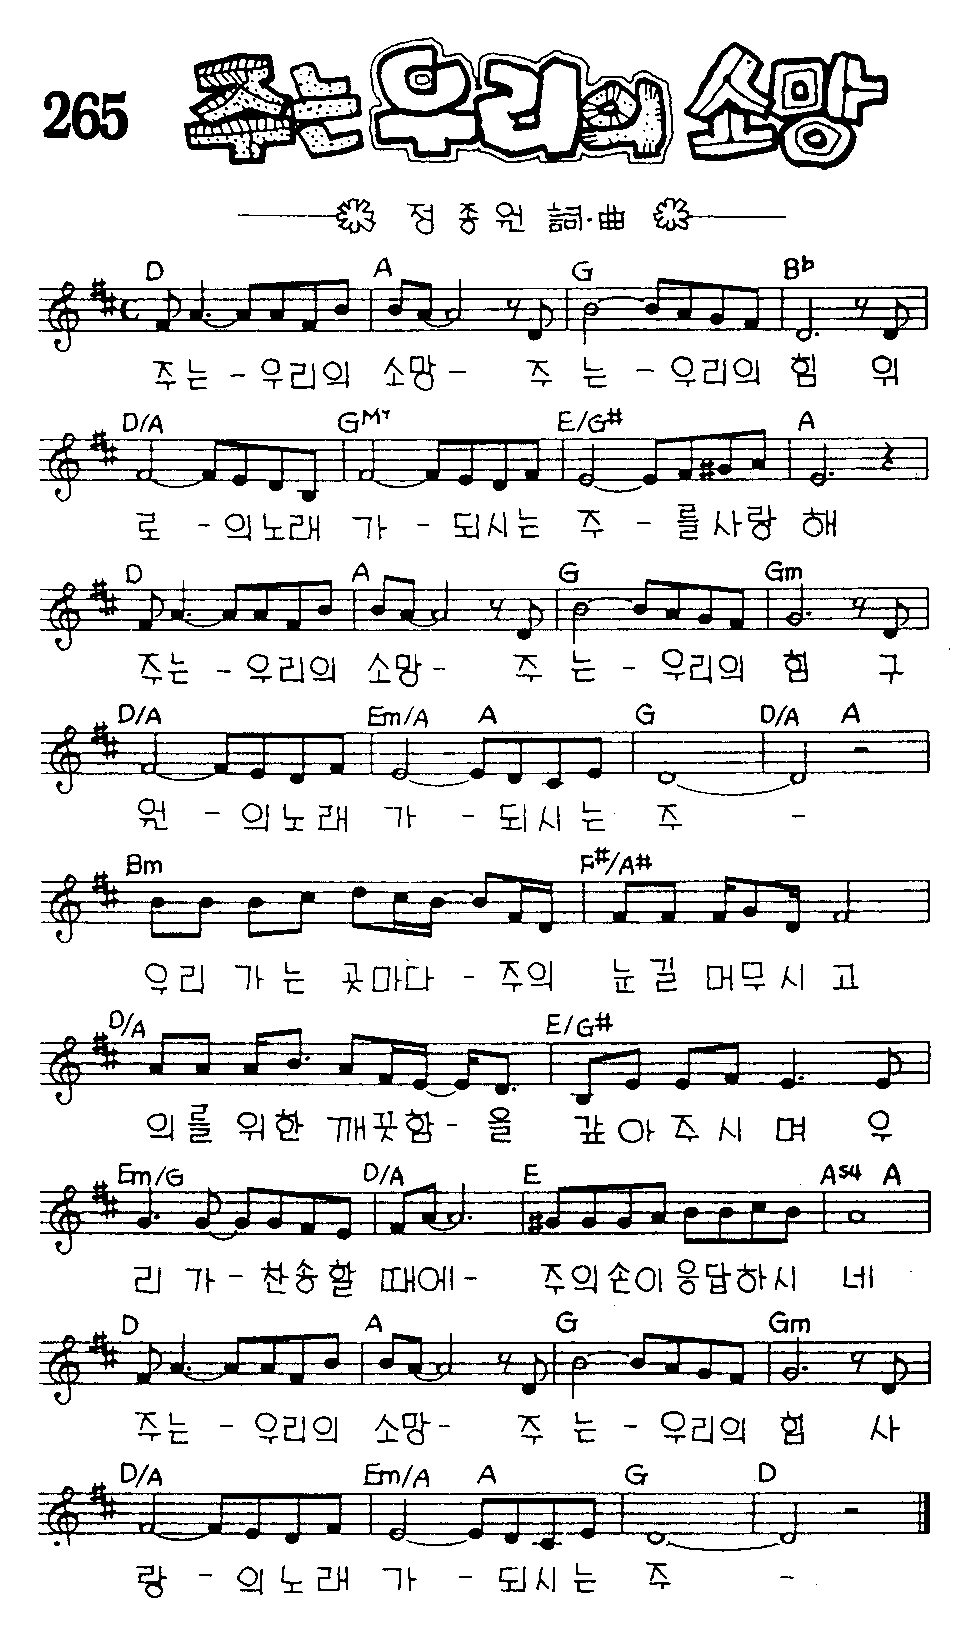 265 주는 우리의 소망
정 종 원 詞·曲
D A G B♭
주는 - 우리의 소망 - 주 는 - 우리의 힘 위
D/A GM7 E/G# A
로 - 의노래 가 - 되시는 주 - 를사랑 해
D A G Gm
주는 - 우리의 소망 - 주 는 - 우리의 힘 구
D/A Em/A A G D/A A
원 - 의노래 가 - 되시는 주 -
Bm F#/A#
우리 가는 곳마다 - 주의 눈길 머무시고
D/A E/G#
의를 위한 깨끗함 - 을 갚아주시며 우
Em/G D/A E Asus4 A
리 가 - 찬송할 때에 - 주의손이 응답하시 네
D A G Gm
주는 - 우리의 소망 - 주 는 - 우리의 힘 사
D/A Em/A A G D
랑 - 의노래 가 - 되시는 주 -